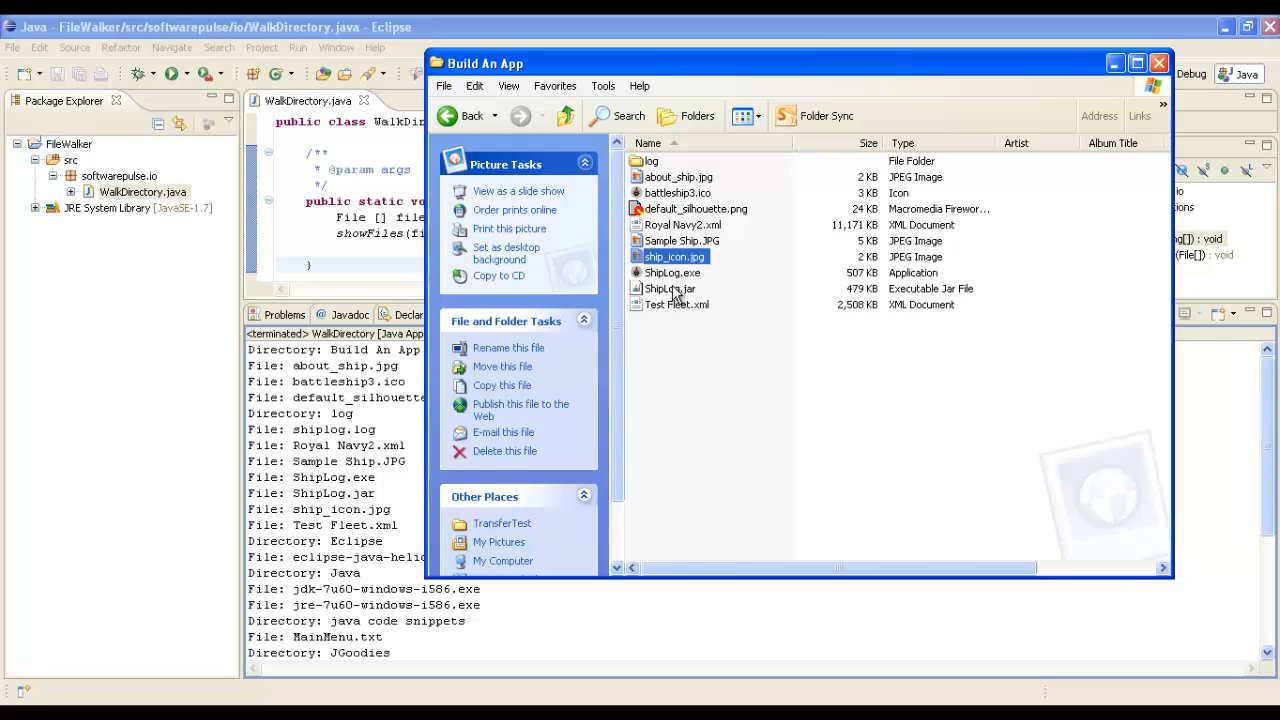 Java - FileWalker/src/softwarepulse/io/WalkDirectory.java - Eclipse
File Edit Source Refactor Navigate Search Project Run Window Help
Debug Java
Package Explorer
FileWalker
src
softwarepulse.io
WalkDirectory.java
JRE System Library [JavaSE-1.7]
WalkDirectory.java
public class WalkD
/**
* @param args
*/
public static v
File [] file
showFiles(f
}
Problems Javadoc Declar
<terminated> WalkDirectory [Java App
Directory: Build An App
File: about_ship.jpg
File: battleship3.ico
File: default_silhouette
Directory: log
File: shiplog.log
File: Royal Navy2.xml
File: Sample Ship.JPG
File: ShipLog.exe
File: ShipLog.jar
File: ship_icon.jpg
File: Test Fleet.xml
Directory: Eclipse
File: eclipse-java-heli
Directory: Java
File: jdk-7u60-windows-i586.exe
File: jre-7u60-windows-i586.exe
Directory: java code snippets
File: MainMenu.txt
Directory: JGoodies
Build An App
File Edit View Favorites Tools Help
Back Search Folders Folder Sync Address Links
Picture Tasks
View as a slide show
Order prints online
Print this picture
Set as desktop
background
Copy to CD
File and Folder Tasks
Rename this file
Move this file
Copy this file
Publish this file to the
Web
E-mail this file
Delete this file
Other Places
TransferTest
My Pictures
My Computer
Name Size Type Artist Album Title
log File Folder
about_ship.jpg 2 KB JPEG Image
battleship3.ico 3 KB Icon
default_silhouette.png 24 KB Macromedia Firewor...
Royal Navy2.xml 11,171 KB XML Document
Sample Ship.JPG 5 KB JPEG Image
ship_icon.jpg 2 KB JPEG Image
ShipLog.exe 507 KB Application
ShipLog.jar 479 KB Executable Jar File
Test Fleet.xml 2,508 KB XML Document
io
ctions
ng[]) : void
File[]) : void